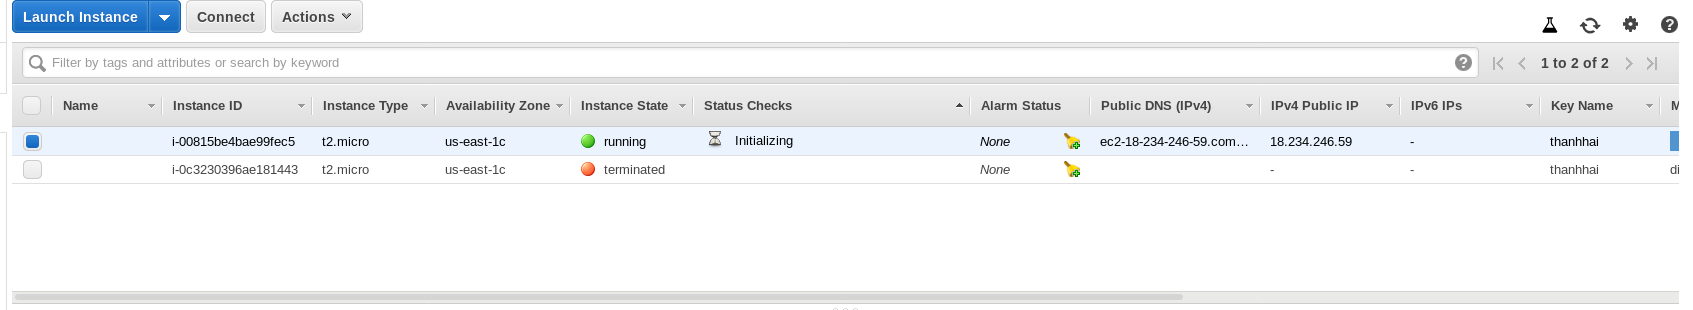 Launch Instance Connect Actions
Filter by tags and attributes or search by keyword ? 1 to 2 of 2 ?
Name Instance ID Instance Type Availability Zone Instance State Status Checks Alarm Status Public DNS (IPv4) IPv4 Public IP IPv6 IPs Key Name M
i-00815be4bae99fec5 t2.micro us-east-1c running Initializing None ec2-18-234-246-59.com… 18.234.246.59 - thanhhai
i-0c3230396ae181443 t2.micro us-east-1c terminated None - - thanhhai di